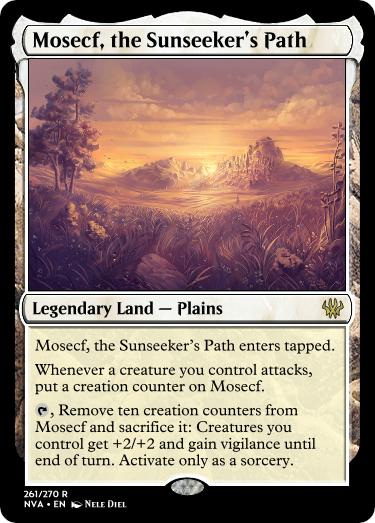 Mosecf, the Sunseeker's Path
Legendary Land — Plains
Mosecf, the Sunseeker's Path enters tapped.
Whenever a creature you control attacks,
put a creation counter on Mosecf.
, Remove ten creation counters from
Mosecf and sacrifice it: Creatures you
control get +2/+2 and gain vigilance until
end of turn. Activate only as a sorcery.
261/270 R
NVA • EN Nele Diel